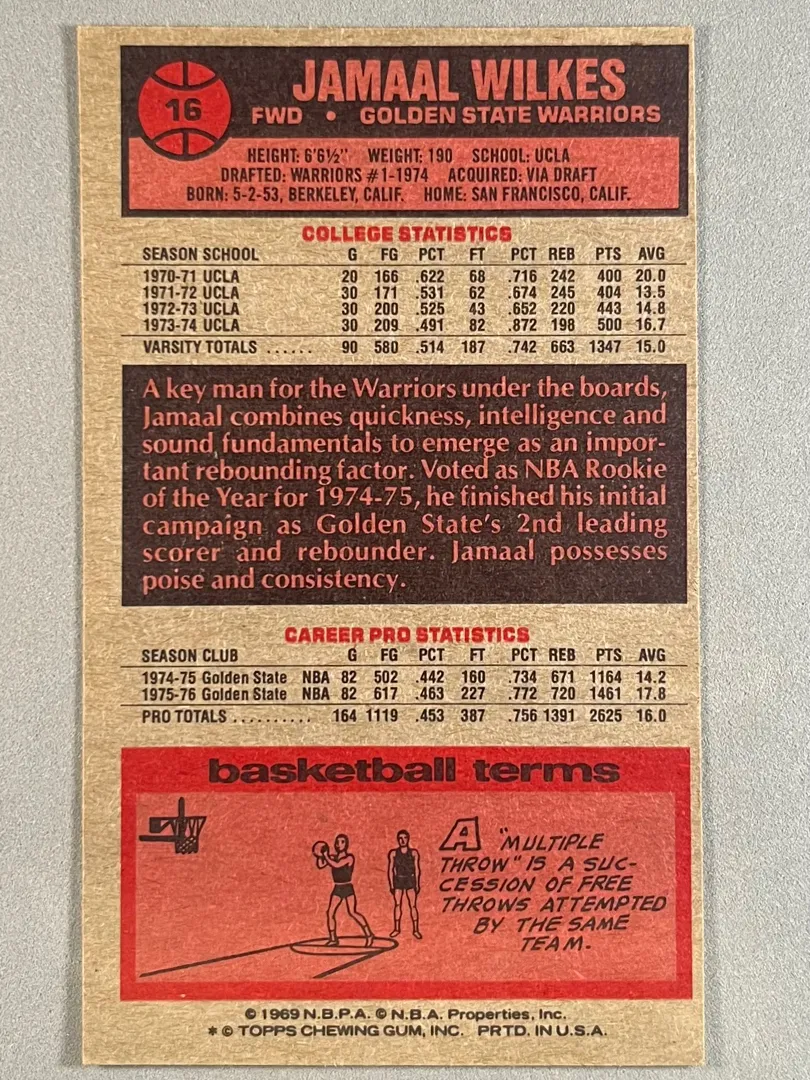 16
JAMAAL WILKES
FWD • GOLDEN STATE WARRIORS
HEIGHT: 6'6½" WEIGHT: 190 SCHOOL: UCLA
DRAFTED: WARRIORS #1-1974 ACQUIRED: VIA DRAFT
BORN: 5-2-53, BERKELEY, CALIF. HOME: SAN FRANCISCO, CALIF.
COLLEGE STATISTICS
SEASON SCHOOL G FG PCT FT PCT REB PTS AVG
1970-71 UCLA 20 166 .622 68 .716 242 400 20.0
1971-72 UCLA 30 171 .531 62 .674 245 404 13.5
1972-73 UCLA 30 200 .525 43 .652 220 443 14.8
1973-74 UCLA 30 209 .491 82 .872 198 500 16.7
VARSITY TOTALS ...... 90 580 .514 187 .742 663 1347 15.0
A key man for the Warriors under the boards,
Jamaal combines quickness, intelligence and
sound fundamentals to emerge as an impor-
tant rebounding factor. Voted as NBA Rookie
of the Year for 1974-75, he finished his initial
campaign as Golden State's 2nd leading
scorer and rebounder. Jamaal possesses
poise and consistency.
CAREER PRO STATISTICS
SEASON CLUB G FG PCT FT PCT REB PTS AVG
1974-75 Golden State NBA 82 502 .442 160 .734 671 1164 14.2
1975-76 Golden State NBA 82 617 .463 227 .772 720 1461 17.8
PRO TOTALS .......... 164 1119 .453 387 .756 1391 2625 16.0
basketball terms
A "MULTIPLE
THROW" IS A SUC-
CESSION OF FREE
THROWS ATTEMPTED
BY THE SAME
TEAM.
© 1969 N.B.P.A. © N.B.A. Properties, Inc.
* © TOPPS CHEWING GUM, INC. PRTD. IN U.S.A.